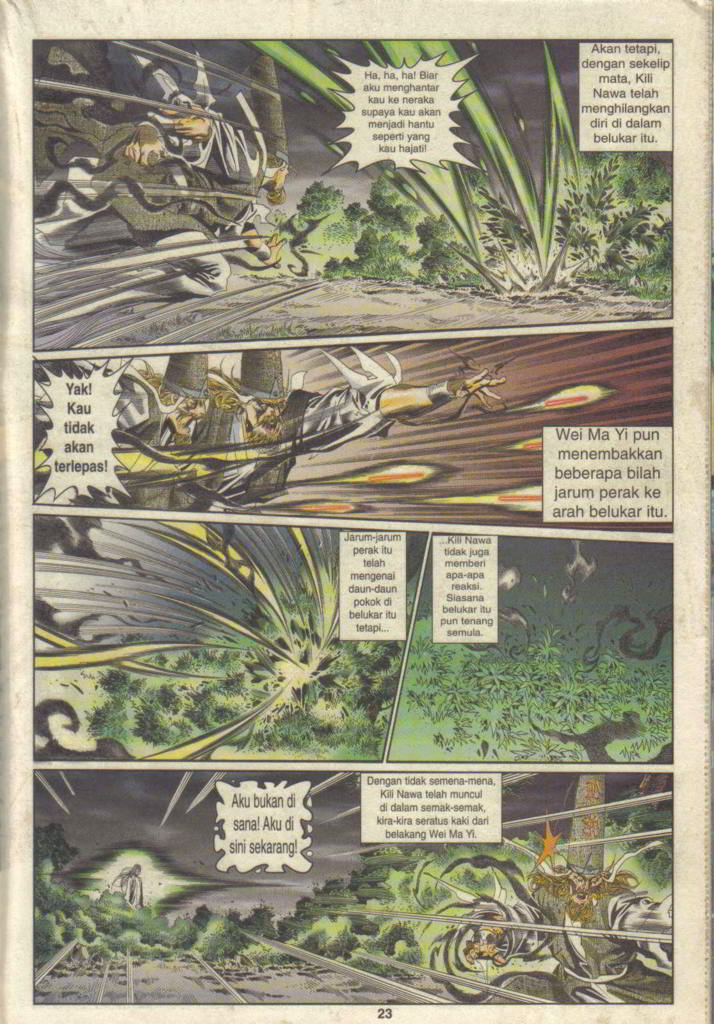 Ha, ha, ha! Biar
aku menghantar
kau ke neraka
supaya kau akan
menjadi hantu
seperti yang
kau hajati!
Akan tetapi,
dengan sekelip
mata, Kili
Nawa telah
menghilangkan
diri di dalam
belukar itu.
Yak!
Kau
tidak
akan
terlepas!
Wei Ma Yi pun
menembakkan
beberapa bilah
jarum perak ke
arah belukar itu.
Jarum-jarum
perak itu
telah
mengenai
daun-daun
pokok di
belukar itu
tetapi...
...Kili Nawa
tidak juga
memberi
apa-apa
reaksi.
Siasana
belukar itu
pun tenang
semula.
Aku bukan di
sana! Aku di
sini sekarang!
Dengan tidak semena-mena,
Kili Nawa telah muncul
di dalam semak-semak,
kira-kira seratus kaki dari
belakang Wei Ma Yi.
23